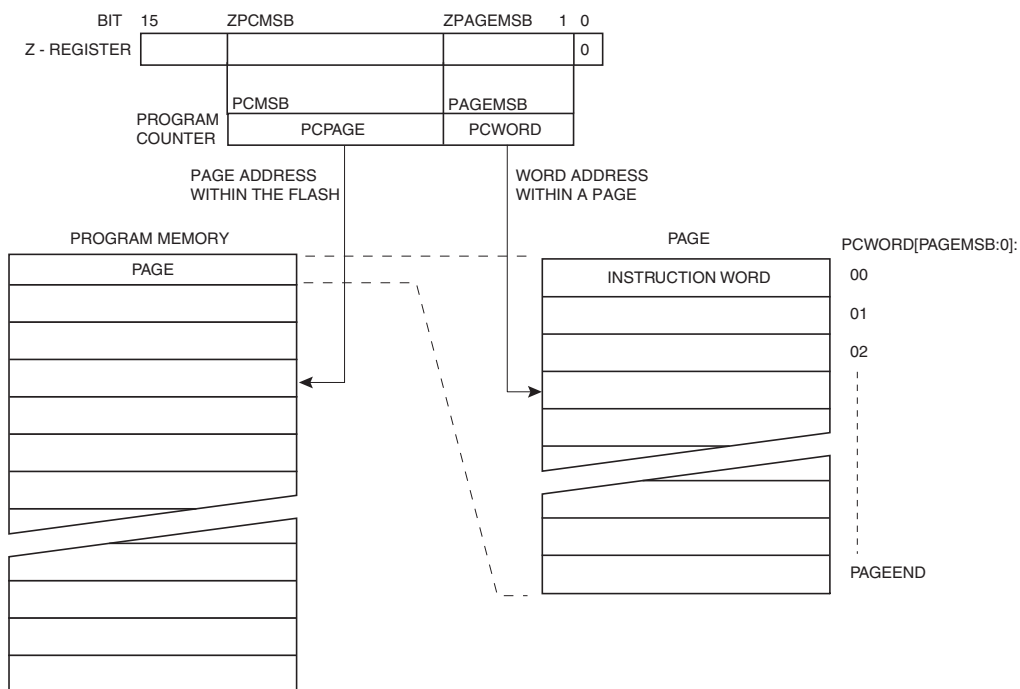 BIT 15 ZPCMSB ZPAGEMSB 1 0
Z - REGISTER 0
PCMSB PAGEMSB
PROGRAM COUNTER PCPAGE PCWORD
PAGE ADDRESS
WITHIN THE FLASH
WORD ADDRESS
WITHIN A PAGE
PROGRAM MEMORY
PAGE
PAGE
PCWORD[PAGEMSB:0]:
INSTRUCTION WORD
00
01
02
PAGEEND